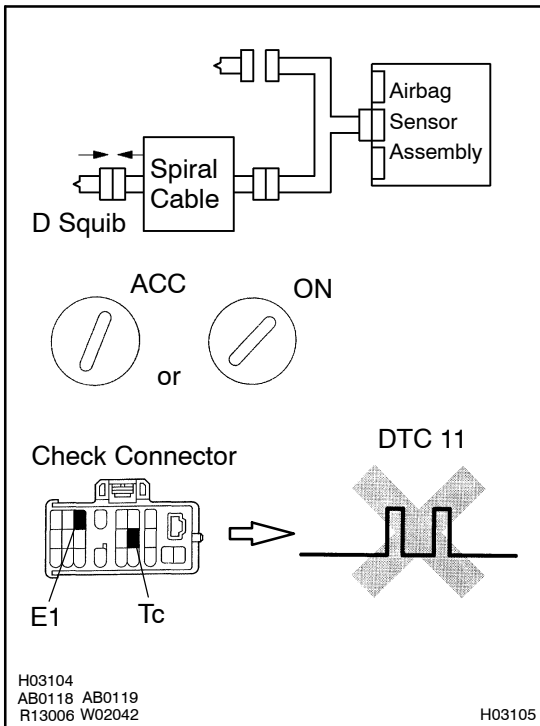 Airbag
Sensor
Assembly
Spiral
Cable
D Squib
ACC
ON
or
DTC 11
Check Connector
E1
Tc
H03104
AB0118 AB0119
R13006 W02042
H03105